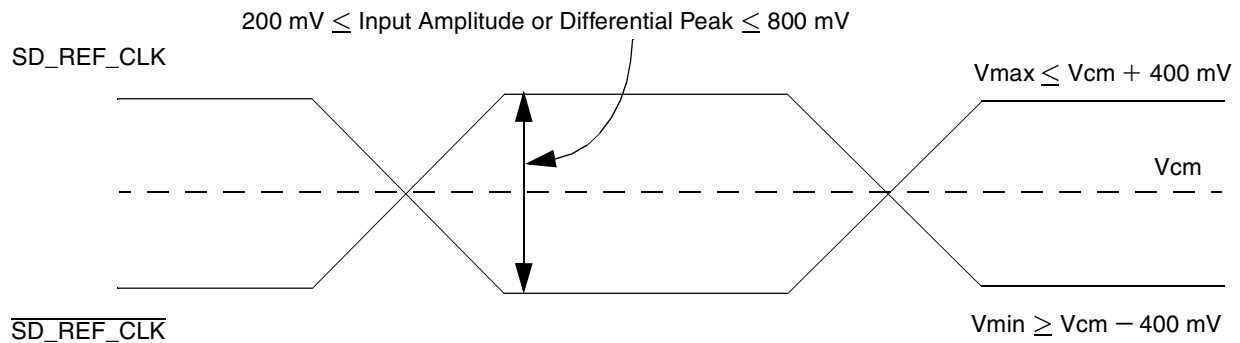 200 mV ≤ Input Amplitude or Differential Peak ≤ 800 mV
SD_REF_CLK
Vmax ≤ Vcm + 400 mV
Vcm
SD_REF_CLK
Vmin ≥ Vcm − 400 mV